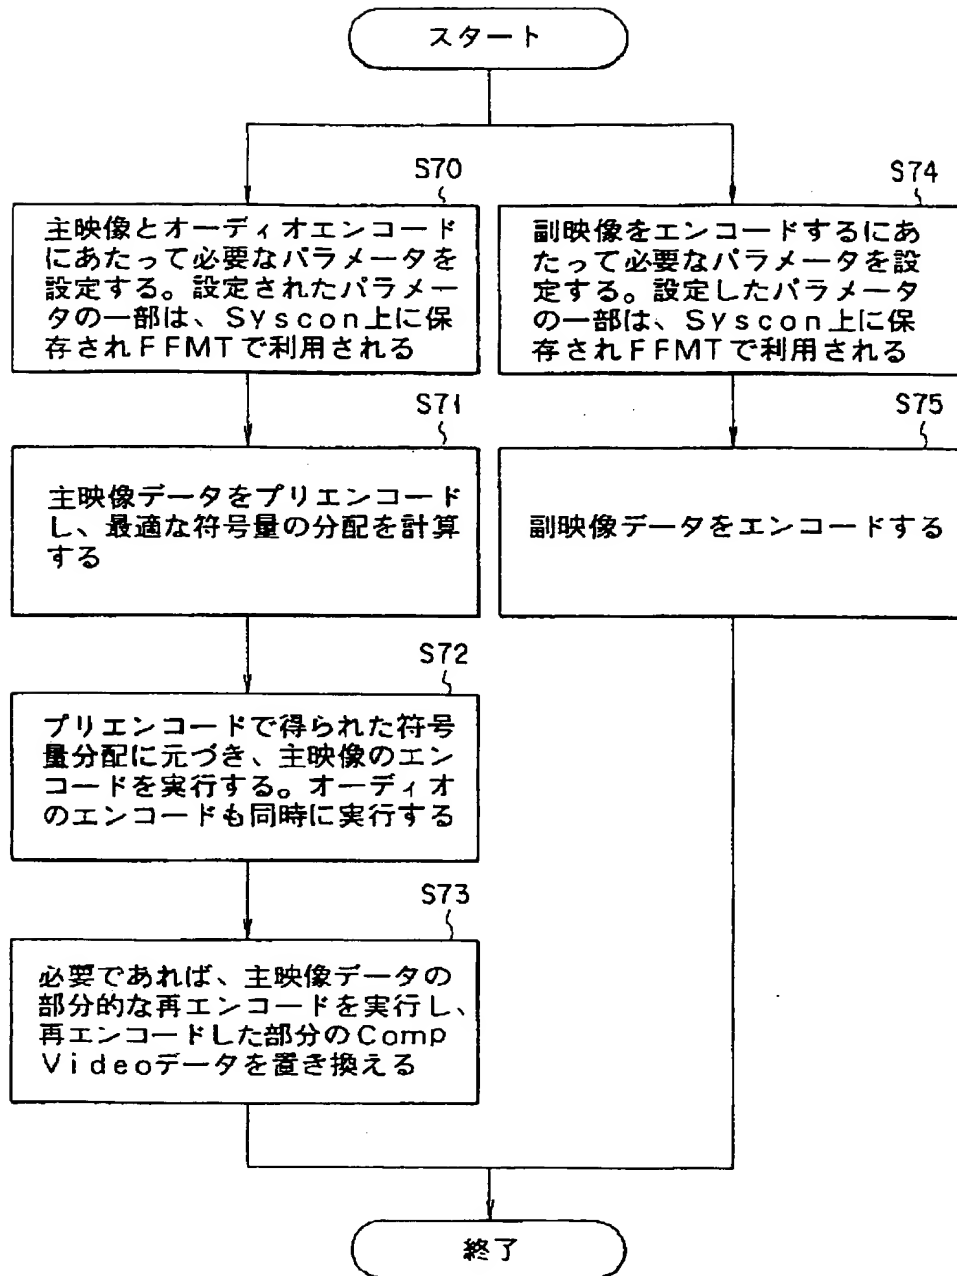 スタート
S70
主映像とオーディオエンコード
にあたって必要なパラメータを
設定する。設定されたパラメー
タの一部は、Syscon上に保
存されFFMTで利用される
S74
副映像をエンコードするにあ
たって必要なパラメータを設
定する。設定したパラメータ
の一部は、Syscon上に保
存されFFMTで利用される
S71
主映像データをプリエンコード
し、最適な符号量の分配を計算
する
S75
副映像データをエンコードする
S72
プリエンコードで得られた符号
量分配に元づき、主映像のエン
コードを実行する。オーディオ
のエンコードも同時に実行する
S73
必要であれば、主映像データの
部分的な再エンコードを実行し、
再エンコードした部分のComp
Videoデータを置き換える
終了